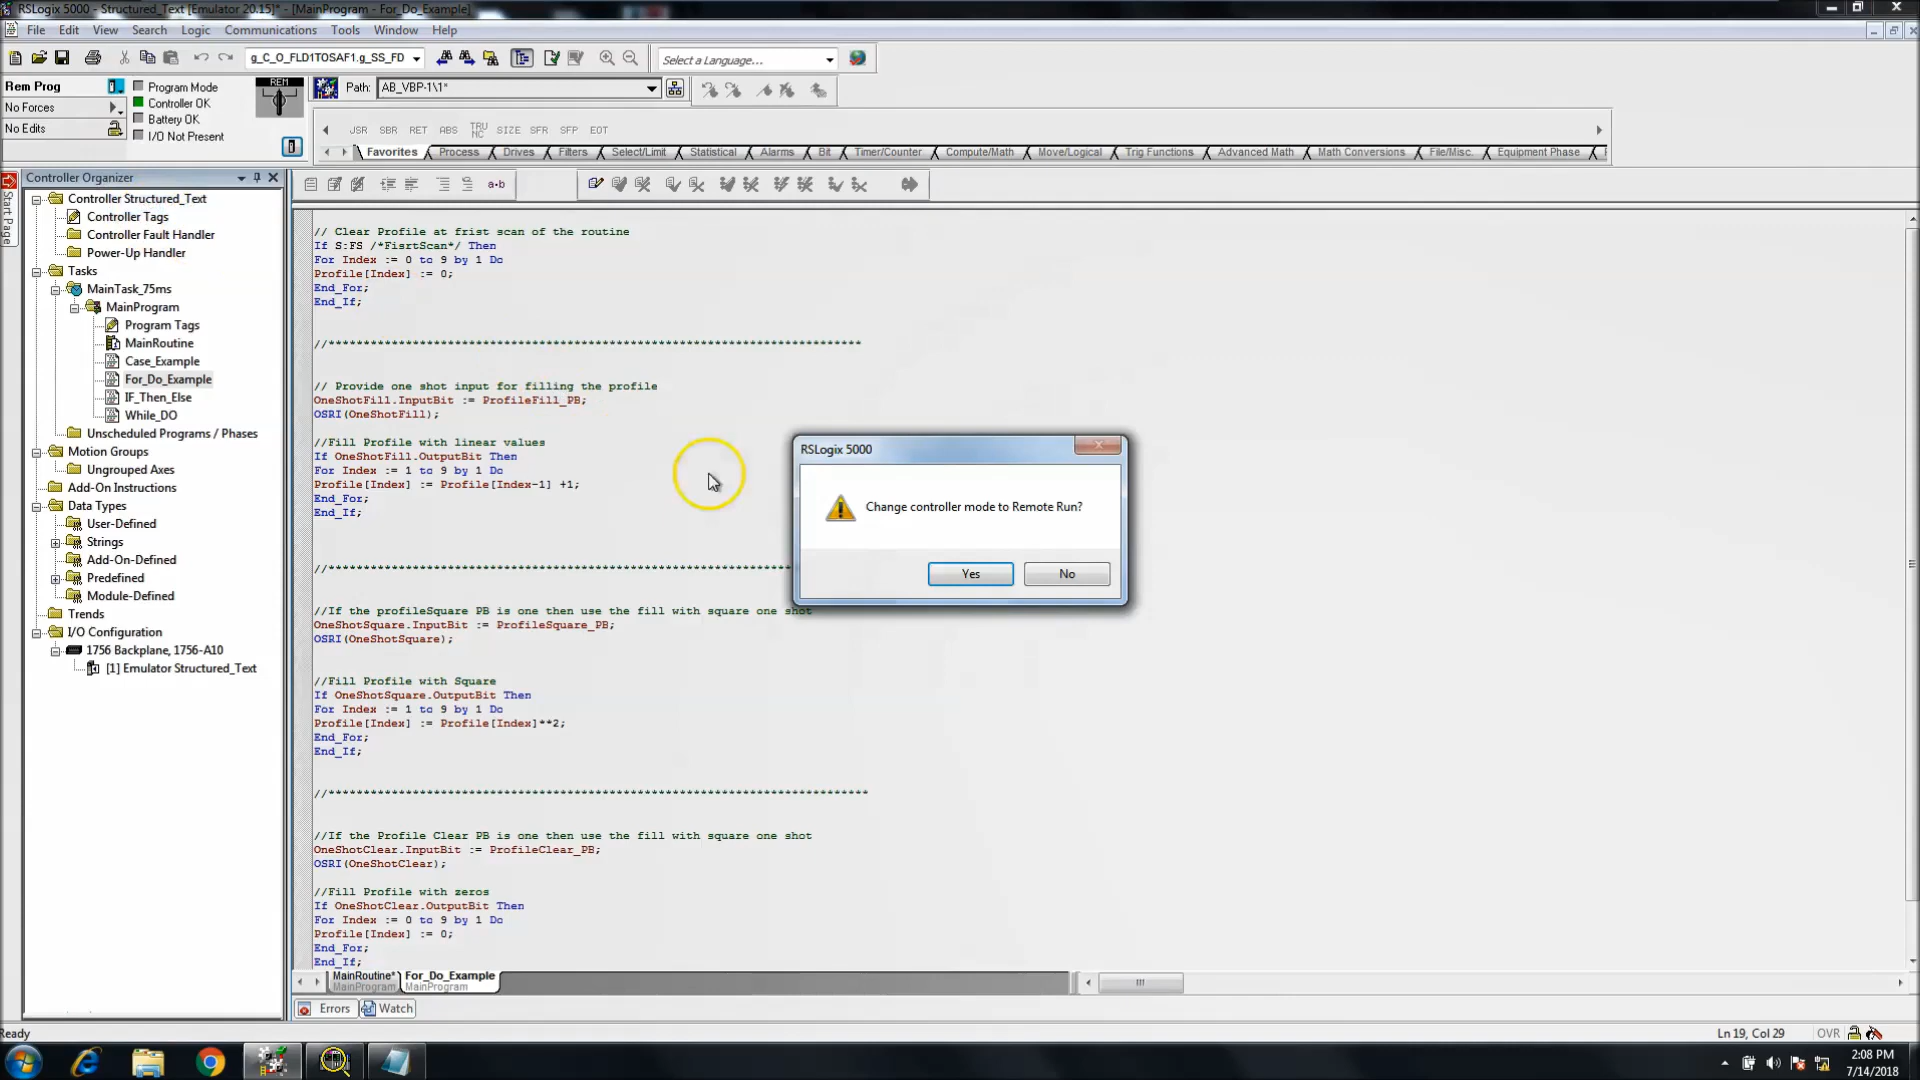 RSLogix 5000 - Structured_Text [Emulator 20.15]* - [MainProgram - For_Do_Example]
File Edit View Search Logic Communications Tools Window Help
g_C_O_FLD1TOSAF1.g_SS_FD
Select a Language...
Rem Prog
Program Mode
REM
Path: AB_VBP-1\1*
No Forces
Controller OK
Battery OK
No Edits
I/O Not Present
JSR SBR RET ABS TRUNC SIZE SFR SFP EOT
Favorites Process Drives Filters Select/Limit Statistical Alarms Bit Timer/Counter Compute/Math Move/Logical Trig Functions Advanced Math Math Conversions File/Misc. Equipment Phase
Start Page
Controller Organizer
a-b
Controller Structured_Text
Controller Tags
Controller Fault Handler
Power-Up Handler
Tasks
MainTask_75ms
MainProgram
Program Tags
MainRoutine
Case_Example
For_Do_Example
IF_Then_Else
While_DO
Unscheduled Programs / Phases
Motion Groups
Ungrouped Axes
Add-On Instructions
Data Types
User-Defined
Strings
Add-On-Defined
Predefined
Module-Defined
Trends
I/O Configuration
1756 Backplane, 1756-A10
[1] Emulator Structured_Text
// Clear Profile at frist scan of the routine
If S:FS /*FisrtScan*/ Then
For Index := 0 to 9 by 1 Do
Profile[Index] := 0;
End_For;
End_If;
//****************************************************************************
// Provide one shot input for filling the profile
OneShotFill.InputBit := ProfileFill_PB;
OSRI(OneShotFill);
//Fill Profile with linear values
If OneShotFill.OutputBit Then
For Index := 1 to 9 by 1 Do
Profile[Index] := Profile[Index-1] +1;
End_For;
End_If;
//******************************************************************
//If the profileSquare PB is one then use the fill with square one shot
OneShotSquare.InputBit := ProfileSquare_PB;
OSRI(OneShotSquare);
//Fill Profile with Square
If OneShotSquare.OutputBit Then
For Index := 1 to 9 by 1 Do
Profile[Index] := Profile[Index]**2;
End_For;
End_If;
//*****************************************************************************
//If the Profile Clear PB is one then use the fill with square one shot
OneShotClear.InputBit := ProfileClear_PB;
OSRI(OneShotClear);
//Fill Profile with zeros
If OneShotClear.OutputBit Then
For Index := 0 to 9 by 1 Do
Profile[Index] := 0;
End_For;
End_If;
RSLogix 5000
Change controller mode to Remote Run?
Yes No
MainRoutine* For_Do_Example
MainProgram MainProgram
Errors Watch
Ready
Ln 19, Col 29
OVR
2:08 PM
7/14/2018